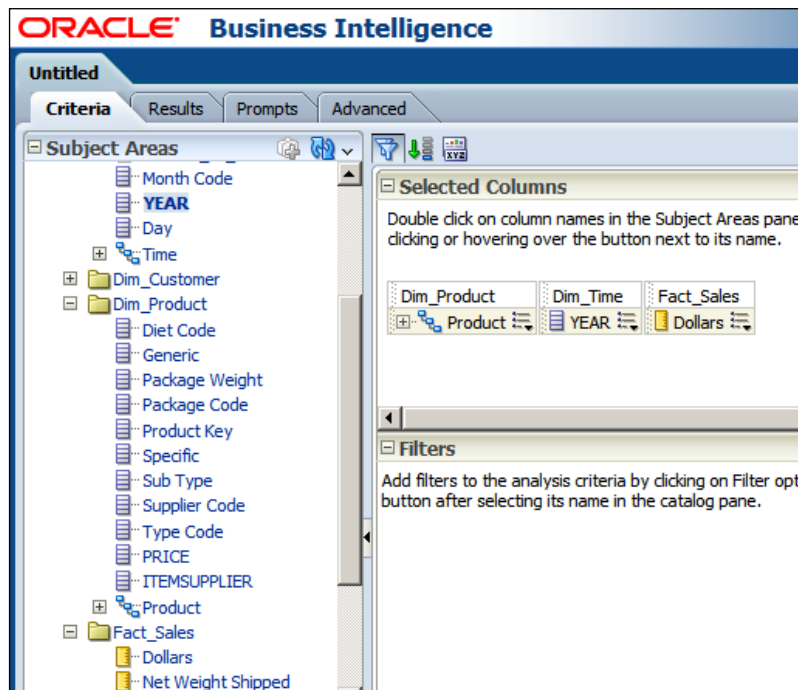 ORACLE Business Intelligence
Untitled
Criteria Results Prompts Advanced
Subject Areas
Month Code
YEAR
Day
Time
Dim_Customer
Dim_Product
Diet Code
Generic
Package Weight
Package Code
Product Key
Specific
Sub Type
Supplier Code
Type Code
PRICE
ITEMSUPPLIER
Product
Fact_Sales
Dollars
Net Weight Shipped
XYZ
Selected Columns
Double click on column names in the Subject Areas pane
clicking or hovering over the button next to its name.
Dim_Product Dim_Time Fact_Sales
Product YEAR Dollars
Filters
Add filters to the analysis criteria by clicking on Filter opt
button after selecting its name in the catalog pane.